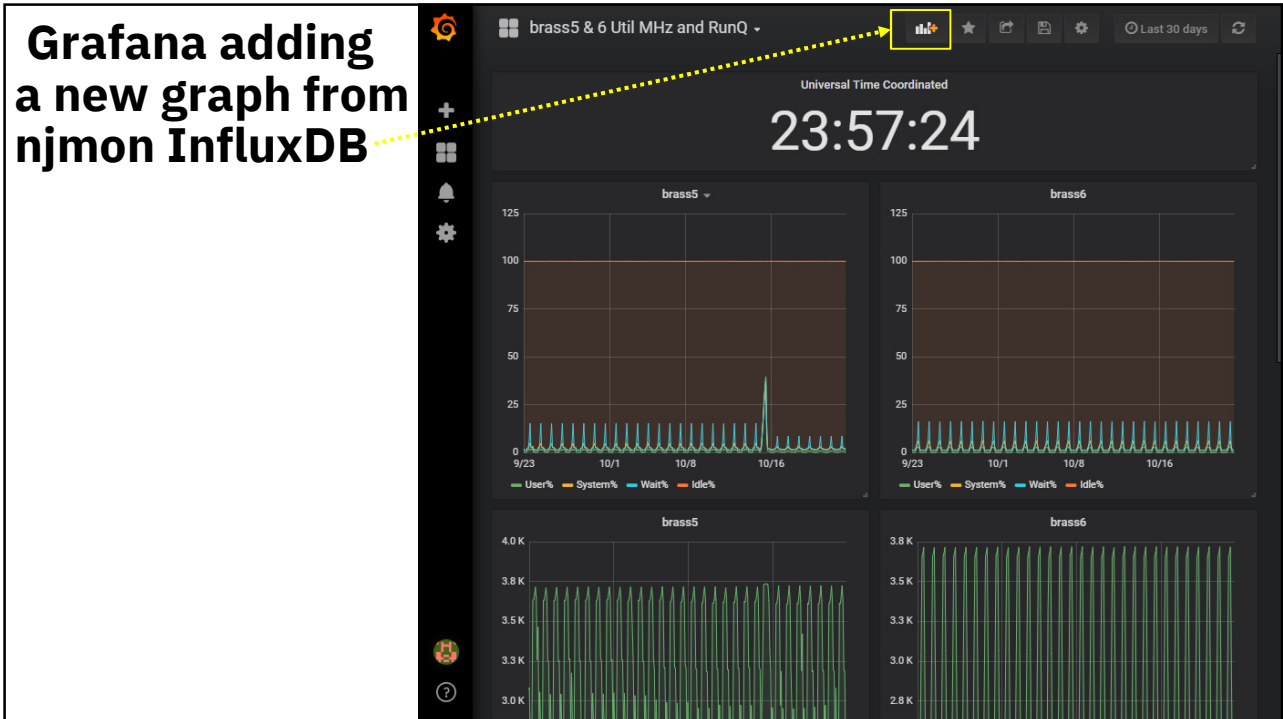 Grafana adding
a new graph from
njmon InfluxDB
brass5 & 6 Util MHz and RunQ
Last 30 days
Universal Time Coordinated
23:57:24
brass5
125
100
75
50
25
0
9/23 10/1 10/8 10/16
User% System% Wait% Idle%
brass6
125
100
75
50
25
0
9/23 10/1 10/8 10/16
User% System% Wait% Idle%
brass5
4.0 K
3.8 K
3.5 K
3.3 K
3.0 K
brass6
3.8 K
3.5 K
3.3 K
3.0 K
2.8 K
?